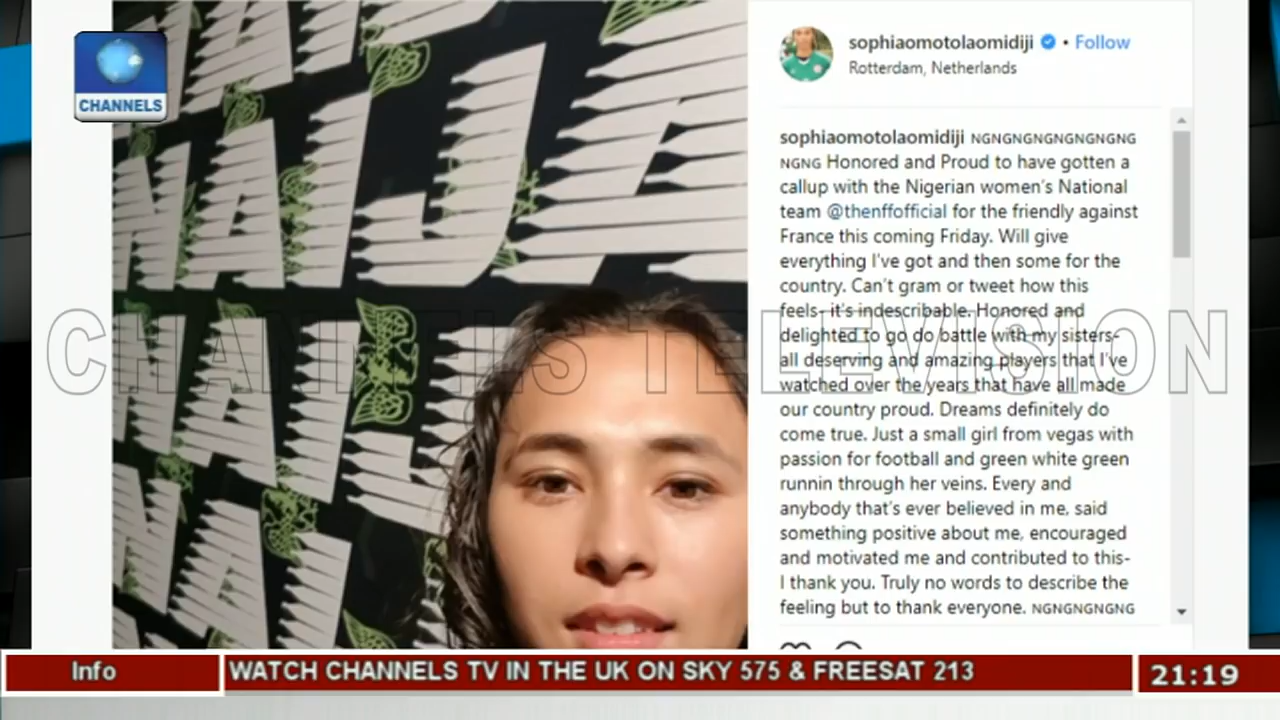 CHANNELS
NAIJA
NAIJ
NAI
sophiaomotolaomidiji • Follow
Rotterdam, Netherlands
sophiaomotolaomidiji NGNGNGNGNGNGNGNG
NGNG Honored and Proud to have gotten a
callup with the Nigerian women's National
team @thenffofficial for the friendly against
France this coming Friday. Will give
everything I've got and then some for the
country. Can't gram or tweet how this
feels- it's indescribable. Honored and
delighted to go do battle with my sisters-
all deserving and amazing players that I've
watched over the years that have all made
our country proud. Dreams definitely do
come true. Just a small girl from vegas with
passion for football and green white green
runnin through her veins. Every and
anybody that's ever believed in me, said
something positive about me, encouraged
and motivated me and contributed to this-
I thank you. Truly no words to describe the
feeling but to thank everyone. NGNGNGNGNG
CHANNELS TELEVISION
Info
WATCH CHANNELS TV IN THE UK ON SKY 575 & FREESAT 213
21:19